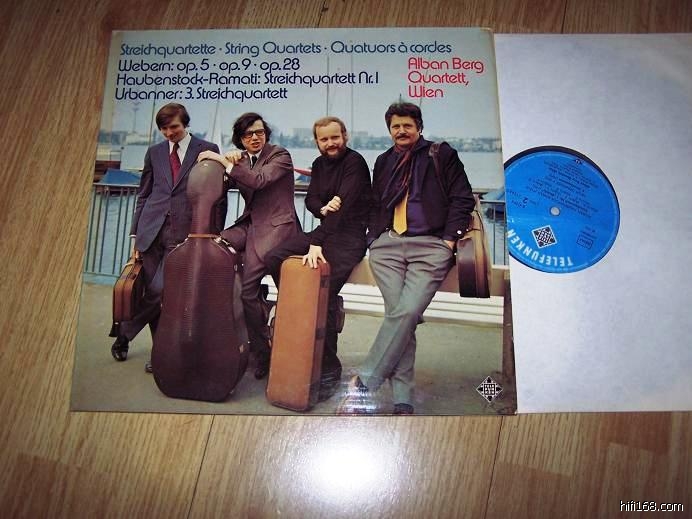 Streichquartette · String Quartets · Quatuors à cordes
Webern: op. 5 · op. 9 · op. 28
Haubenstock-Ramati: Streichquartett Nr. 1
Urbanner: 3. Streichquartett
Alban Berg
Quartett,
Wien
TELEFUNKEN
2
hifi168.com